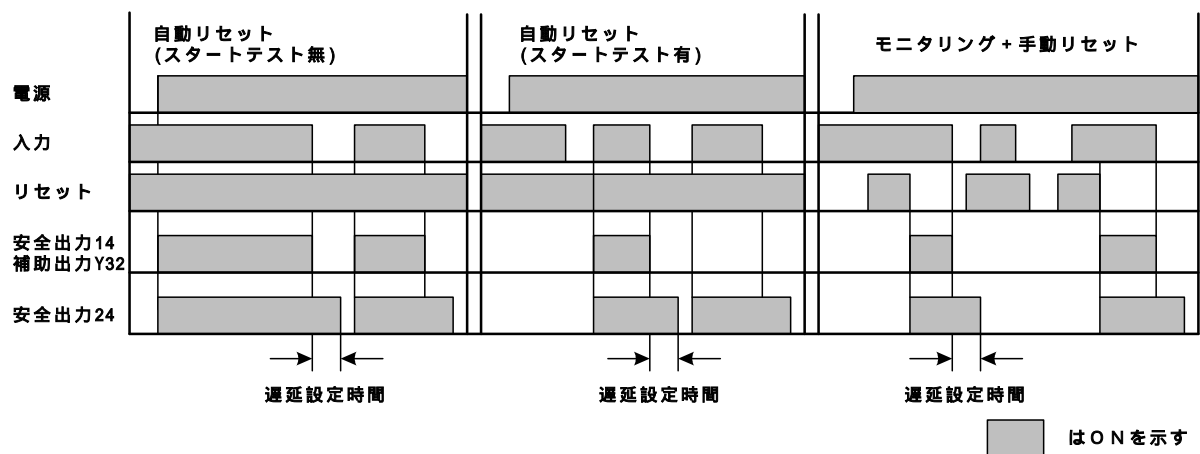 自動リセット
(スタートテスト無)
自動リセット
(スタートテスト有)
モニタリング+手動リセット
電源
入力
リセット
安全出力14
補助出力Y32
安全出力24
遅延設定時間
遅延設定時間
遅延設定時間
はONを示す